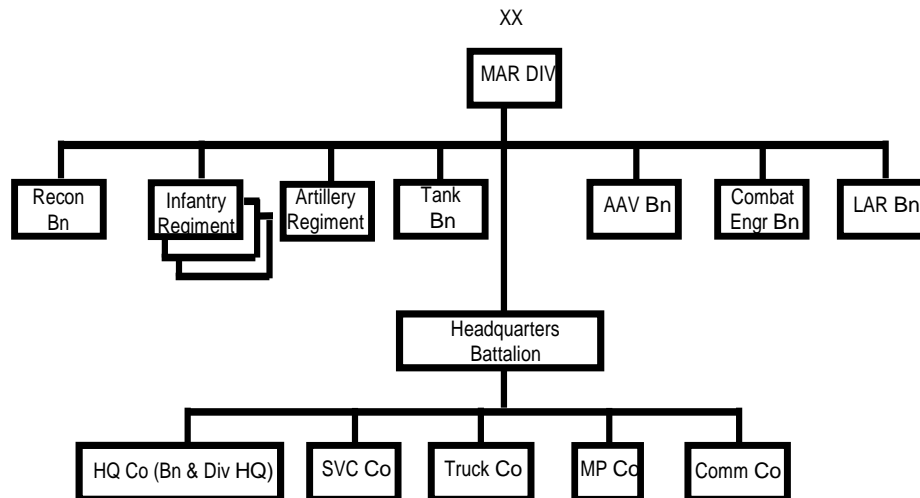 XX
MAR DIV
Recon
Bn
Infantry
Regiment
Artillery
Regiment
Tank
Bn
AAV Bn
Combat
Engr Bn
LAR Bn
Headquarters
Battalion
HQ Co (Bn & Div HQ)
SVC Co
Truck Co
MP Co
Comm Co